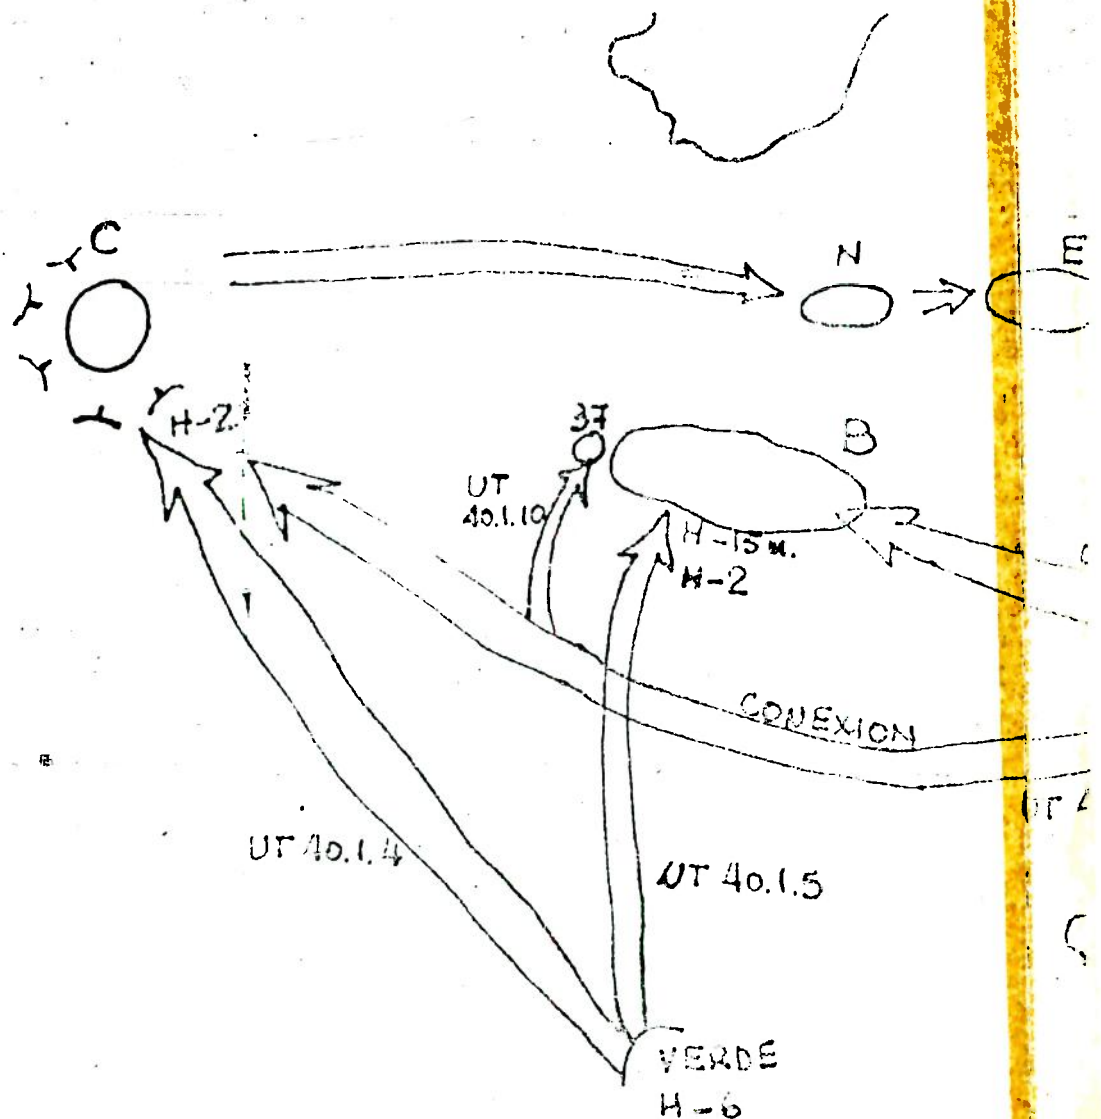 C
N
E
H-2
37
B
UT
40.1.10
H-15 m.
H-2
CONEXION
UT 40.1.4
UT 40.1.5
VERDE
H-6